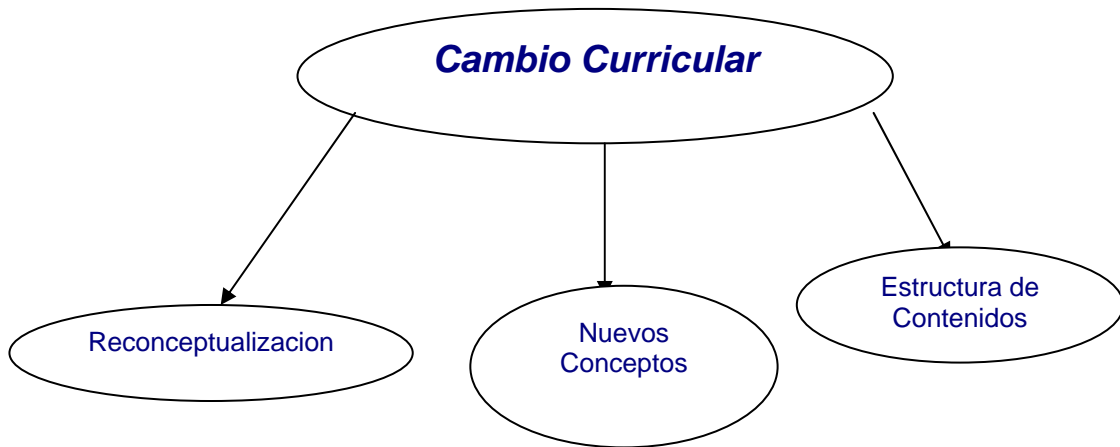 Cambio Curricular
Reconceptualizacion
Nuevos
Conceptos
Estructura de
Contenidos